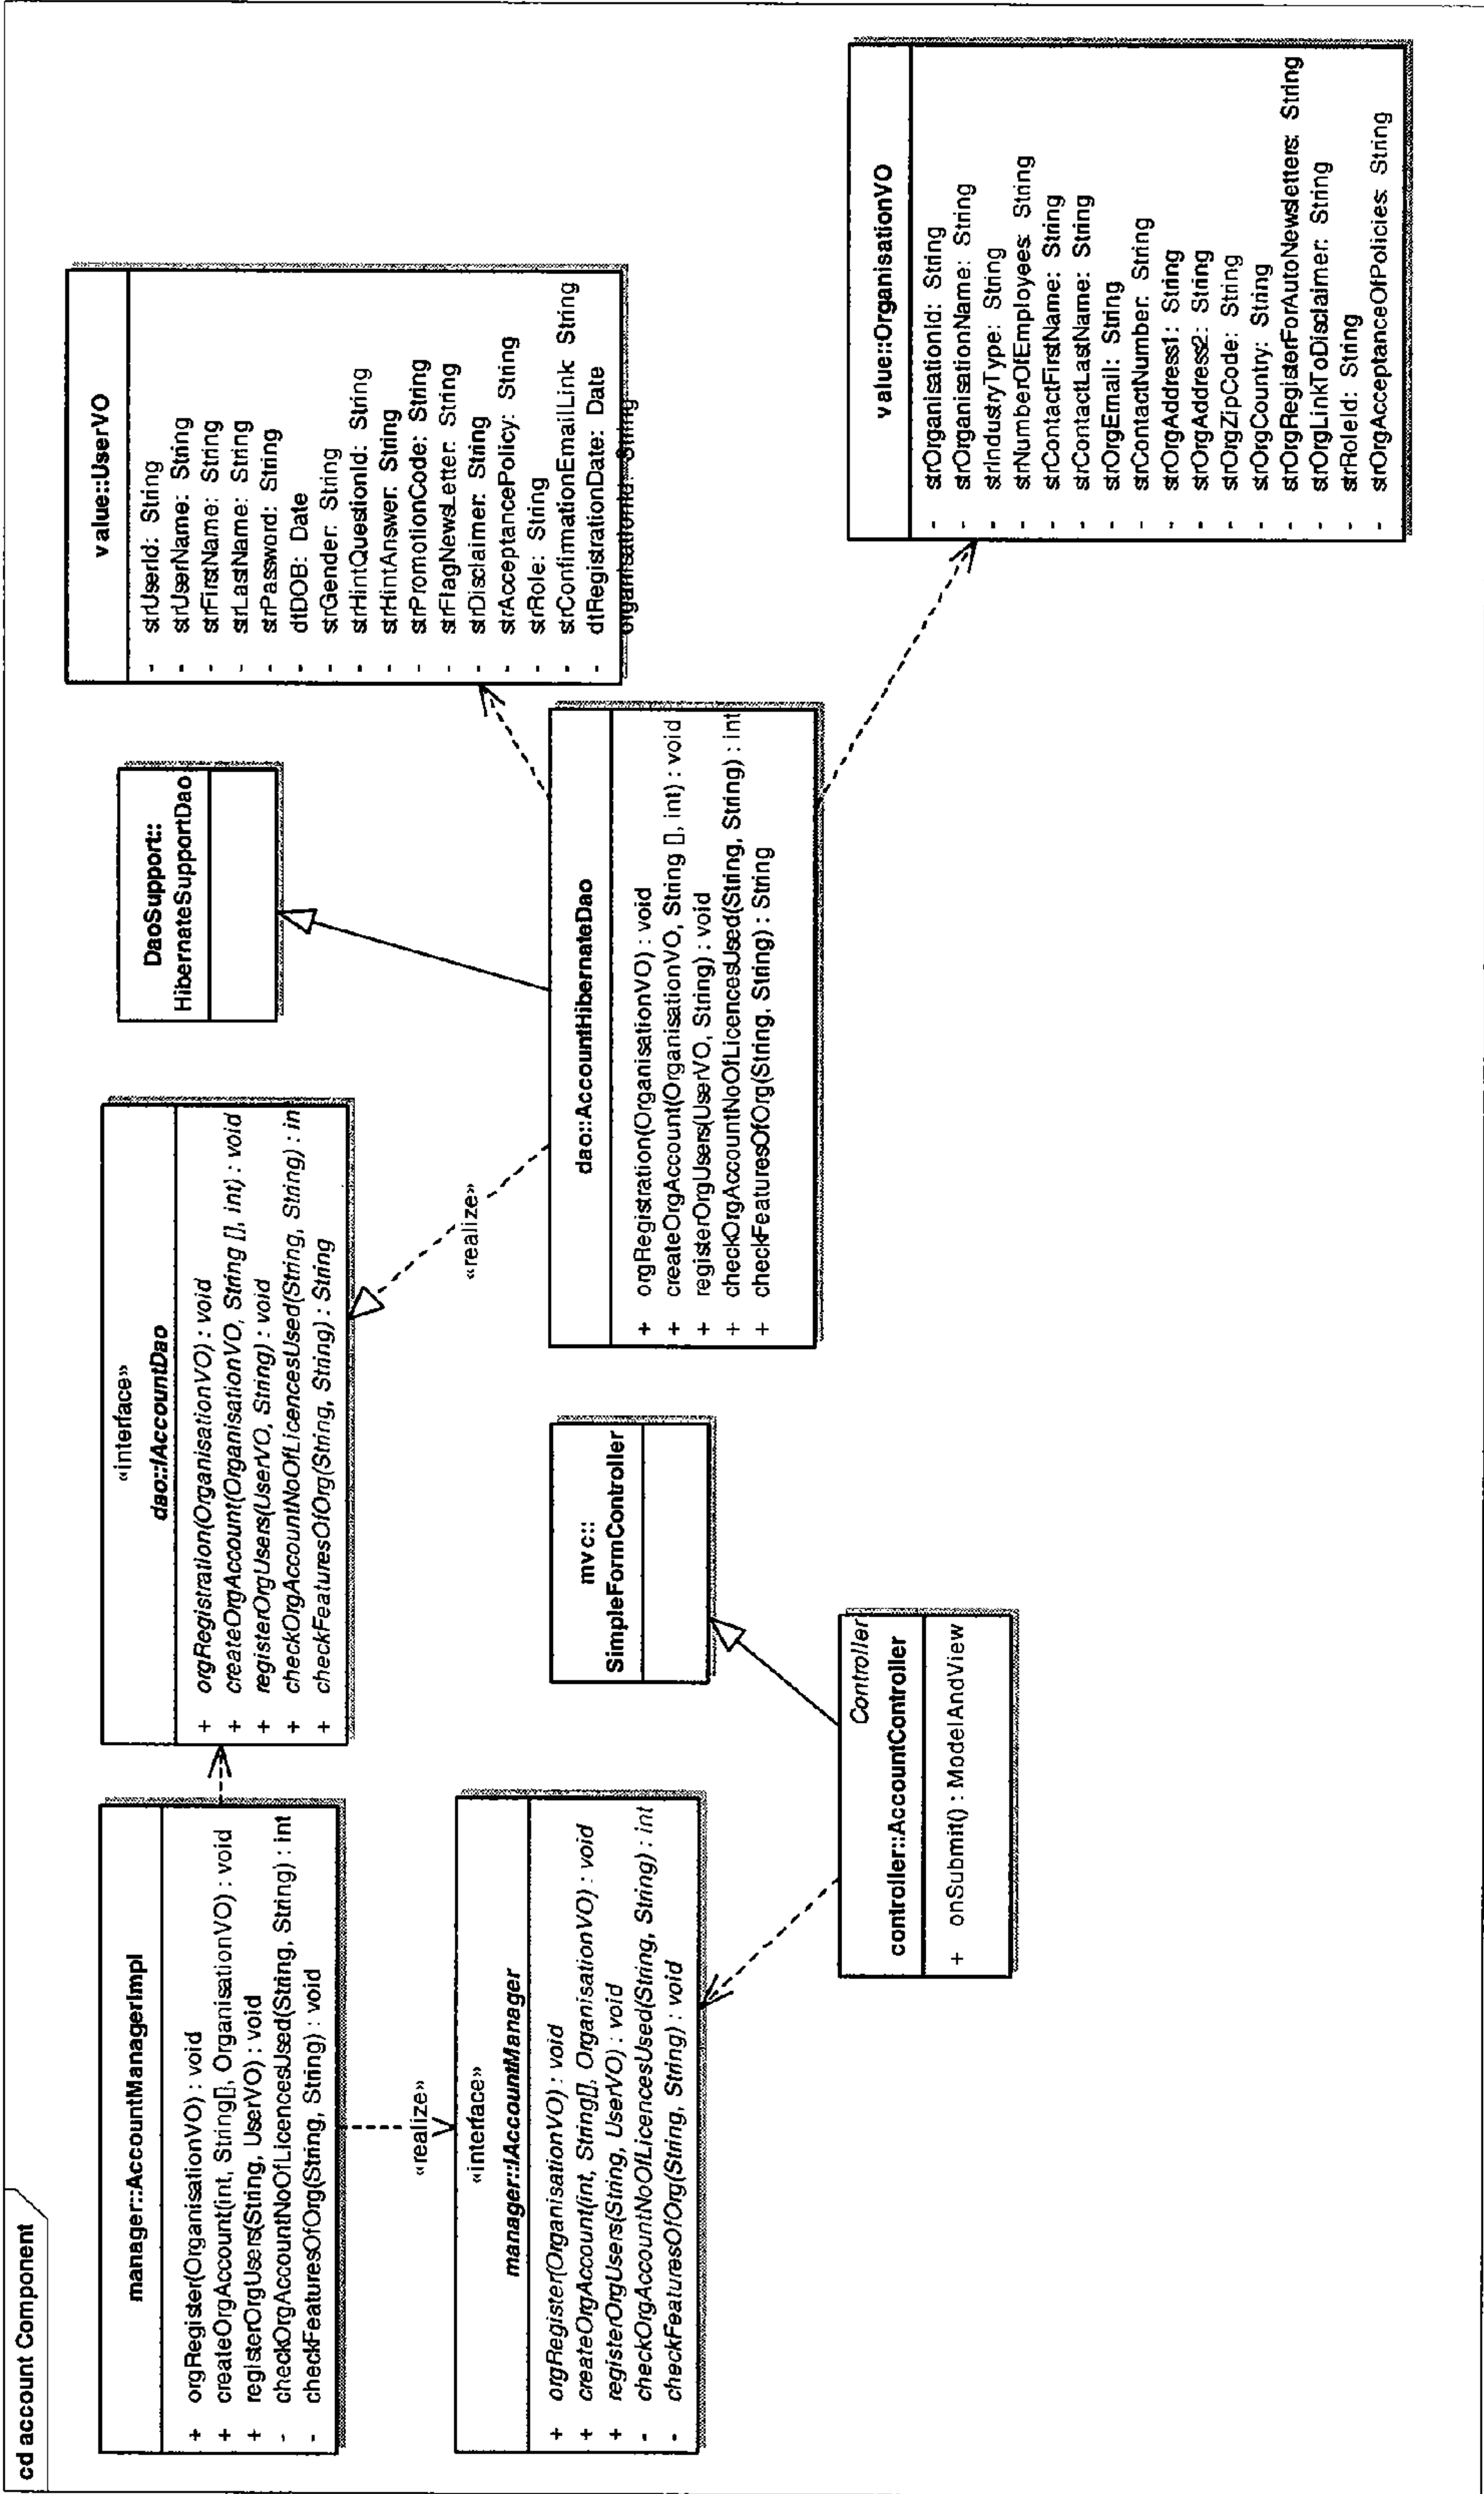 cd account Component
manager::AccountManagerImpl
+ orgRegister(OrganisationVO) : void
+ createOrgAccount(int, String[], OrganisationVO) : void
+ registerOrgUsers(String, UserVO) : void
- checkOrgAccountNoOfLicencesUsed(String, String) : int
- checkFeaturesOfOrg(String, String) : void
«realize»
«interface»
manager::IAccountManager
+ orgRegister(OrganisationVO) : void
+ createOrgAccount(int, String[], OrganisationVO) : void
+ registerOrgUsers(String, UserVO) : void
- checkOrgAccountNoOfLicencesUsed(String, String) : int
- checkFeaturesOfOrg(String, String) : void
«interface»
dao::IAccountDao
+ orgRegistration(OrganisationVO) : void
+ createOrgAccount(OrganisationVO, String [], int) : void
+ registerOrgUsers(UserVO, String) : void
+ checkOrgAccountNoOfLicencesUsed(String, String) : in
+ checkFeaturesOfOrg(String, String) : String
«realize»
mvc::
SimpleFormController
Controller
controller::AccountController
+ onSubmit() : ModelAndView
DaoSupport::
HibernateSupportDao
dao::AccountHibernateDao
+ orgRegistration(OrganisationVO) : void
+ createOrgAccount(OrganisationVO, String [], int) : void
+ registerOrgUsers(UserVO, String) : void
+ checkOrgAccountNoOfLicencesUsed(String, String) : int
+ checkFeaturesOfOrg(String, String) : String
value::UserVO
- strUserId: String
- strUserName: String
- strFirstName: String
- strLastName: String
- strPassword: String
- dtDOB: Date
- strGender: String
- strHintQuestionId: String
- strHintAnswer: String
- strPromotionCode: String
- strFlagNewsLetter: String
- strDisclaimer: String
- strAcceptancePolicy: String
- strRole: String
- strConfirmationEmailLink: String
- dtRegistrationDate: Date
organisationId: String
value::OrganisationVO
- strOrganisationId: String
- strOrganisationName: String
- strIndustryType: String
- strNumberOfEmployees: String
- strContactFirstName: String
- strContactLastName: String
- strOrgEmail: String
- strContactNumber: String
- strOrgAddress1: String
- strOrgAddress2: String
- strOrgZipCode: String
- strOrgCountry: String
- strOrgRegisterForAutoNewsletters: String
- strOrgLinkToDisclaimer: String
- strRoleId: String
- strOrgAcceptanceOfPolicies: String